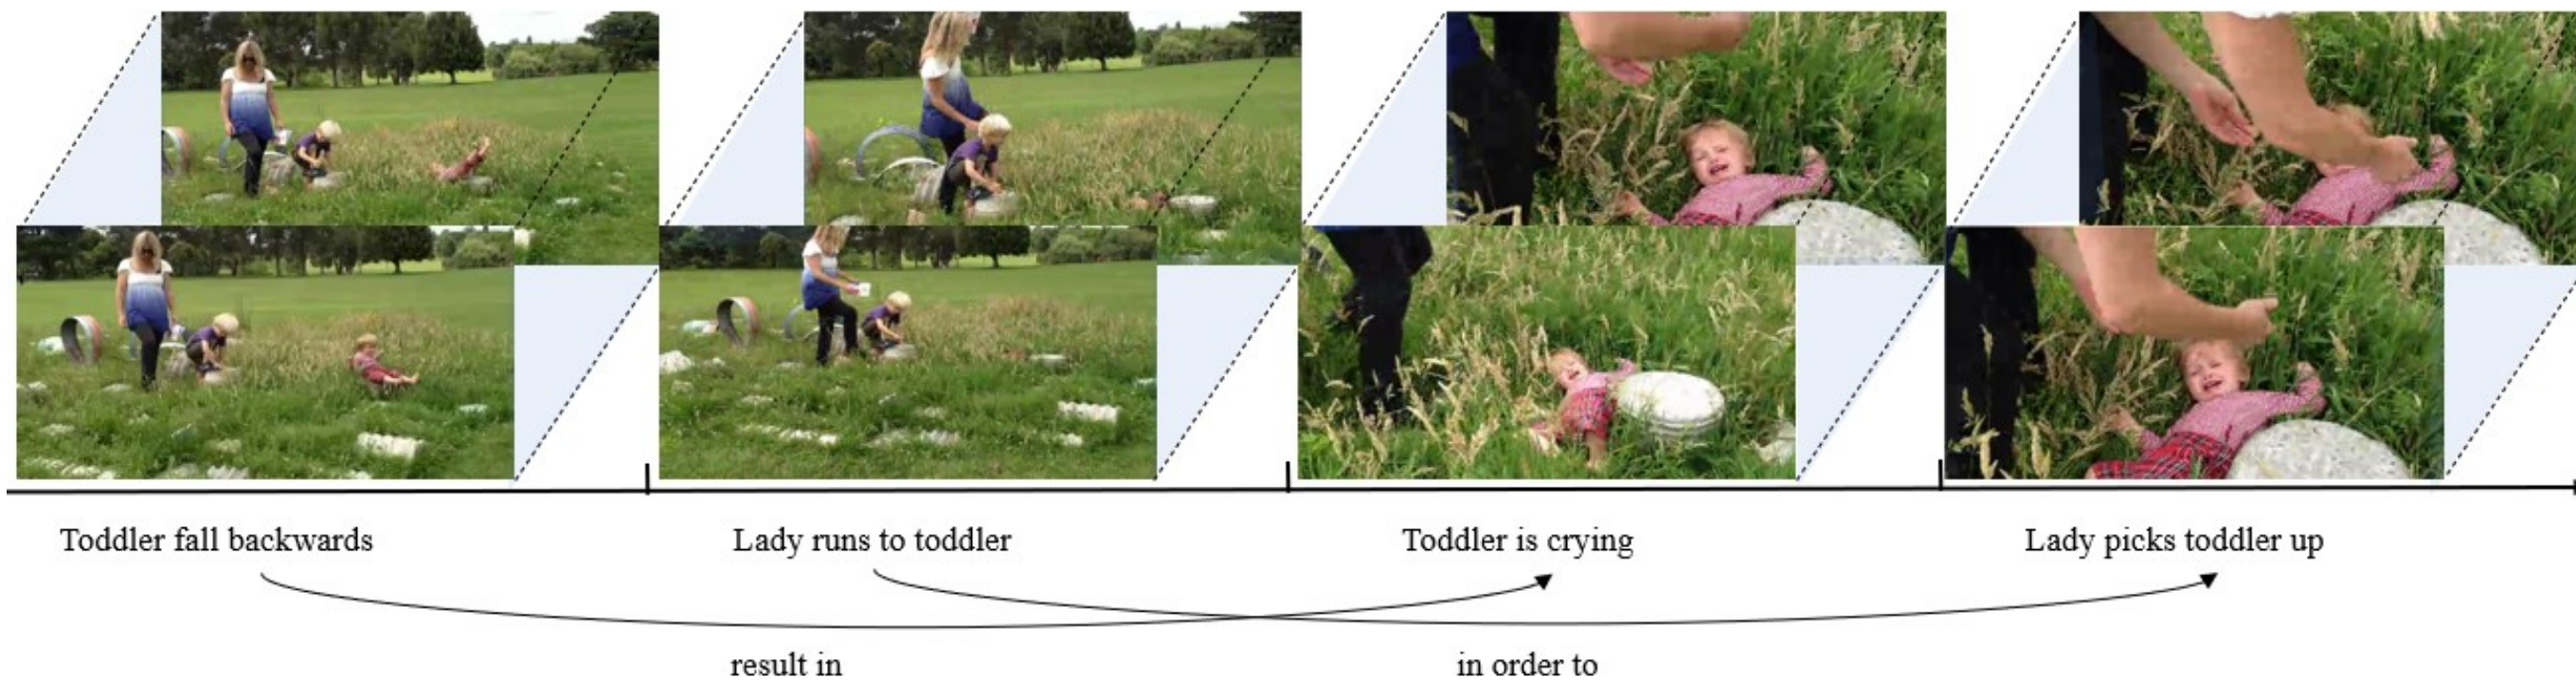 Toddler fall backwards
Lady runs to toddler
Toddler is crying
Lady picks toddler up
result in
in order to